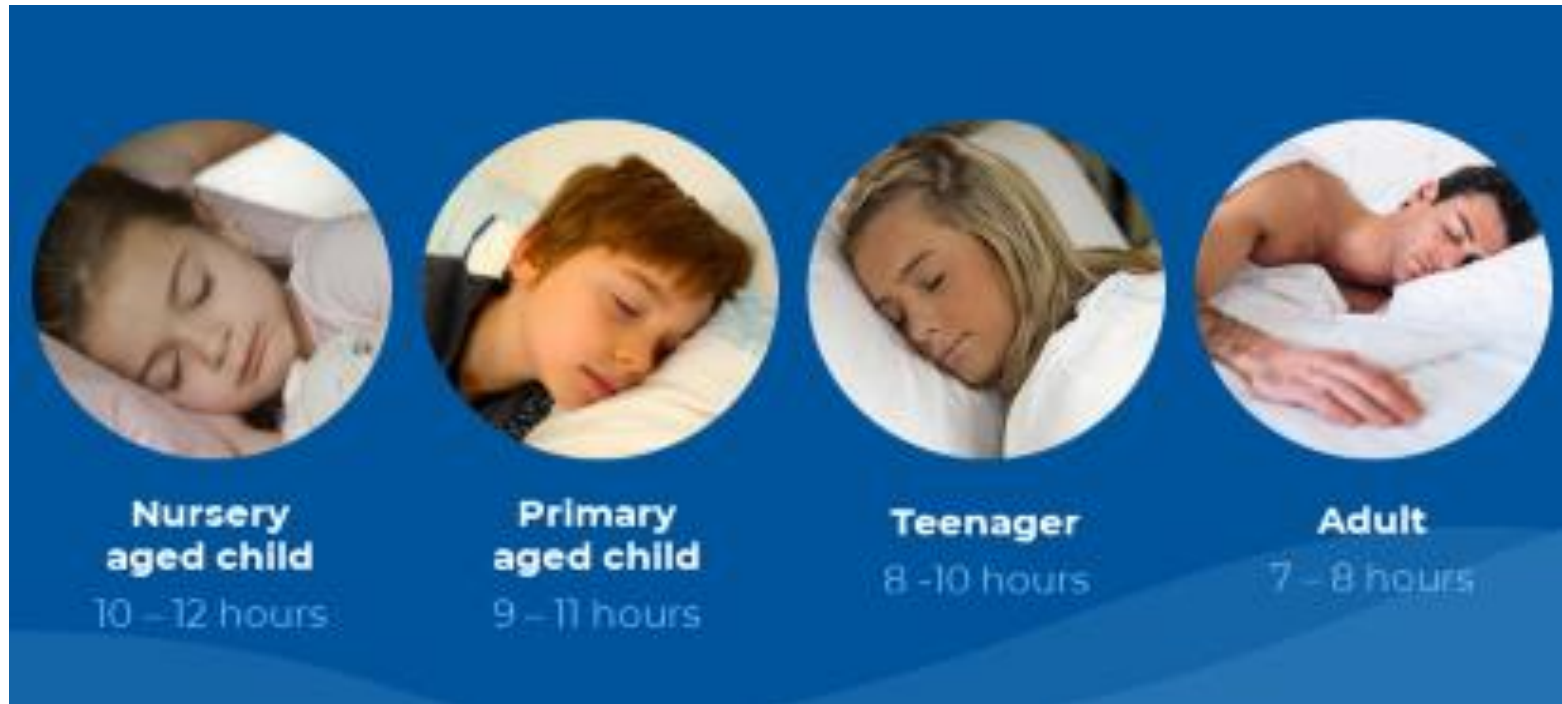 Nursery
aged child
10 – 12 hours
Primary
aged child
9 – 11 hours
Teenager
8 -10 hours
Adult
7 – 8 hours